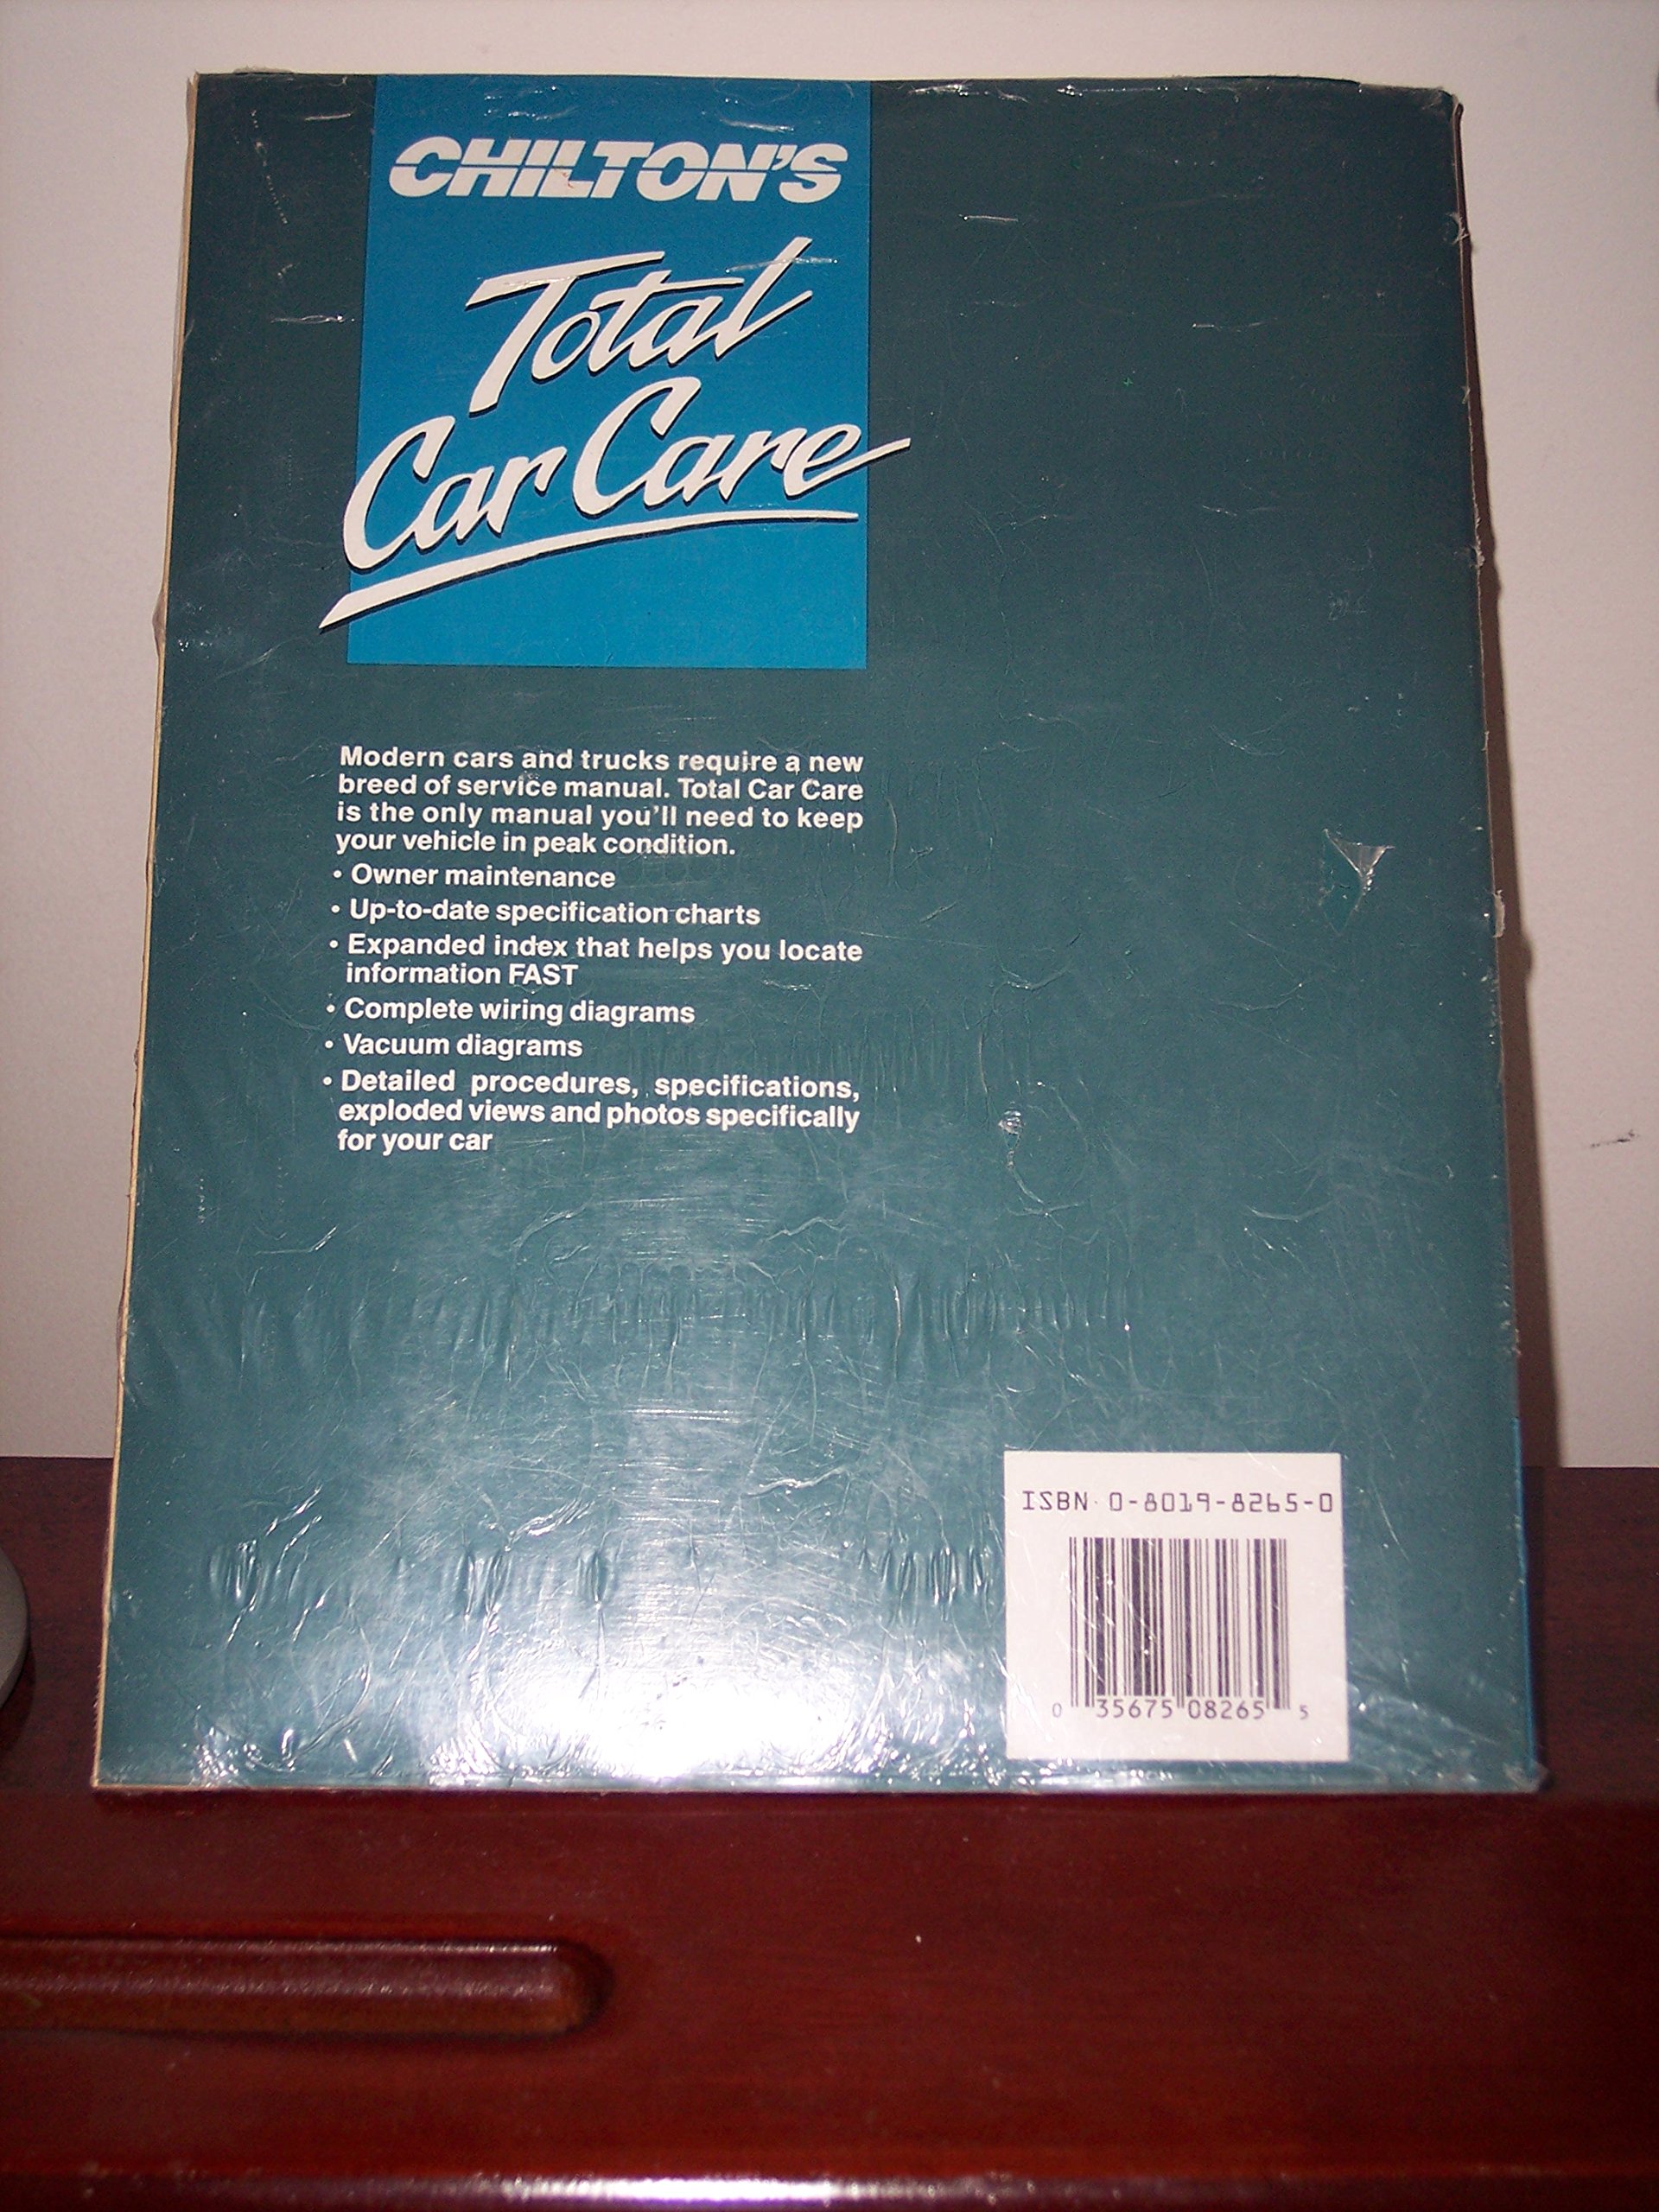 CHILTON'S
Total
Car Care
Modern cars and trucks require a new
breed of service manual. Total Car Care
is the only manual you'll need to keep
your vehicle in peak condition.
• Owner maintenance
• Up-to-date specification charts
• Expanded index that helps you locate
information FAST
• Complete wiring diagrams
• Vacuum diagrams
• Detailed procedures, specifications,
exploded views and photos specifically
for your car
ISBN 0-8019-8265-0
0 35675 08265 5